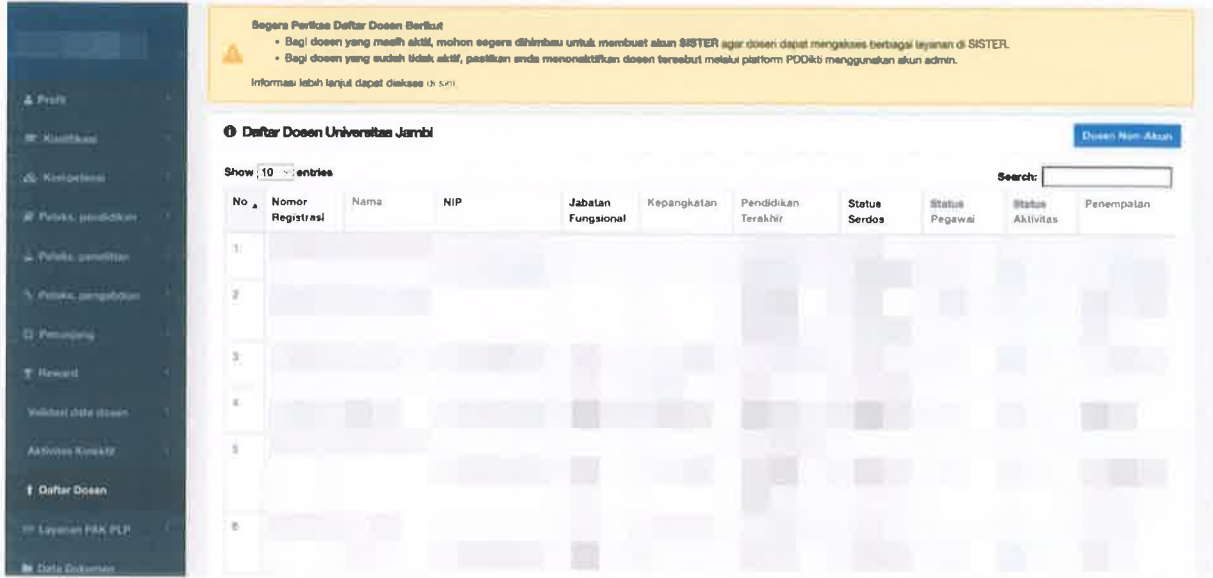 Segera Periksa Daftar Dosen Berikut
• Bagi dosen yang masih aktif, mohon segera dihimbau untuk membuat akun SISTER agar dosen dapat mengakses berbagai layanan di SISTER.
• Bagi dosen yang sudah tidak aktif, pastikan anda menonaktifkan dosen tersebut melalui platform PDDikti menggunakan akun admin.
Informasi lebih lanjut dapat diakses di sini.
Profil
Kualifikasi
Kompetensi
Pelaks. pendidikan
Pelaks. penelitian
Pelaks. pengabdian
Penunjang
Reward
Validasi data dosen
Aktivitas Kolektif
Daftar Dosen
Layanan PAK PLP
Data Dokumen
Daftar Dosen Universitas Jambi
Dosen Non-Akun
Show 10 entries
Search:
No Nomor Registrasi Nama NIP Jabatan Fungsional Kepangkatan Pendidikan Terakhir Status Serdos Status Pegawai Status Aktivitas Penempatan
1
2
3
4
5
6